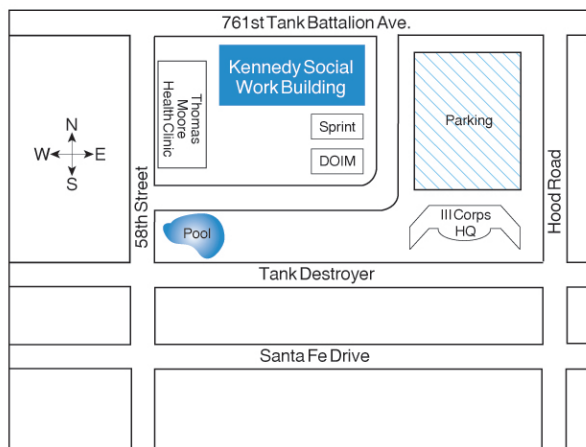 761st Tank Battalion Ave.
Kennedy Social
Work Building
Thomas
Moore
Health Clinic
Sprint
DOIM
Parking
N
W E
S
58th Street
Hood Road
Pool
III Corps
HQ
Tank Destroyer
Santa Fe Drive